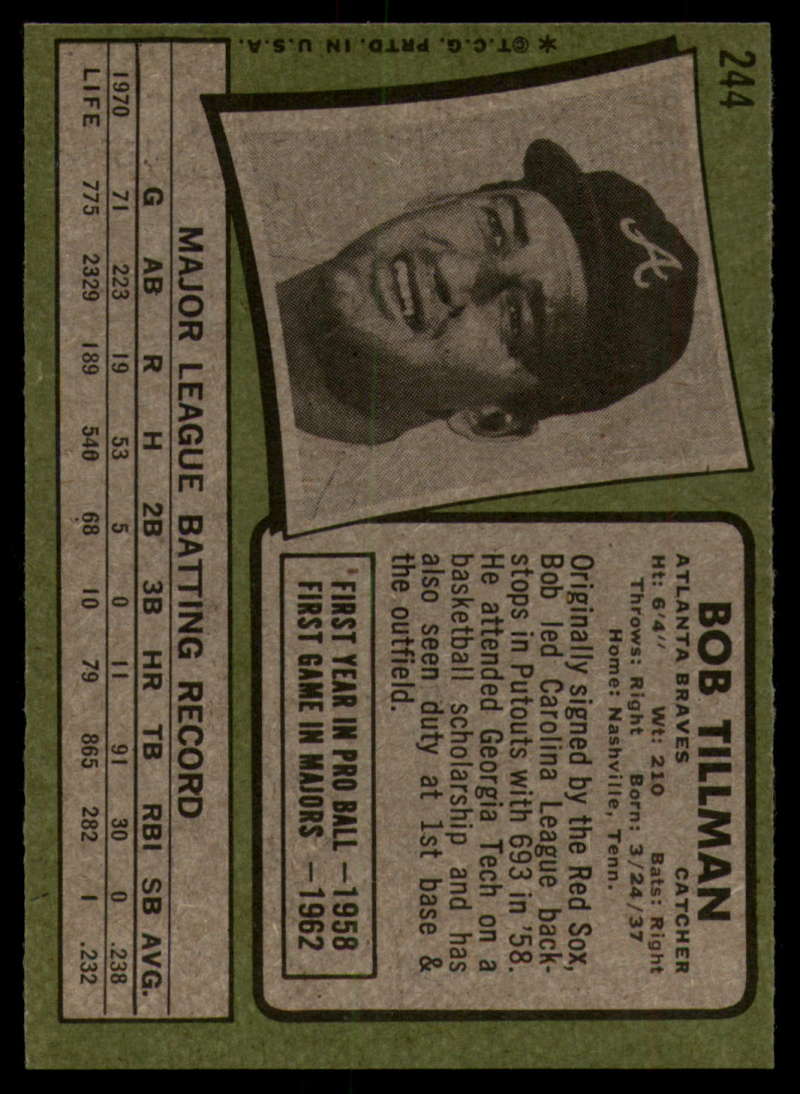 244
BOB TILLMAN
ATLANTA BRAVES CATCHER
Ht: 6'4" Wt: 210 Bats: Right
Throws: Right Born: 3/24/37
Home: Nashville, Tenn.
Originally signed by the Red Sox,
Bob led Carolina League back-
stops in Putouts with 693 in '58.
He attended Georgia Tech on a
basketball scholarship and has
also seen duty at 1st base &
the outfield.
FIRST YEAR IN PRO BALL —1958
FIRST GAME IN MAJORS —1962
A
MAJOR LEAGUE BATTING RECORD
G AB R H 2B 3B HR TB RBI SB AVG.
1970 71 223 19 53 5 0 11 91 30 0 .238
LIFE 775 2329 189 540 68 10 79 865 282 1 .232
* © T.C.G. PRTD. IN U.S.A.